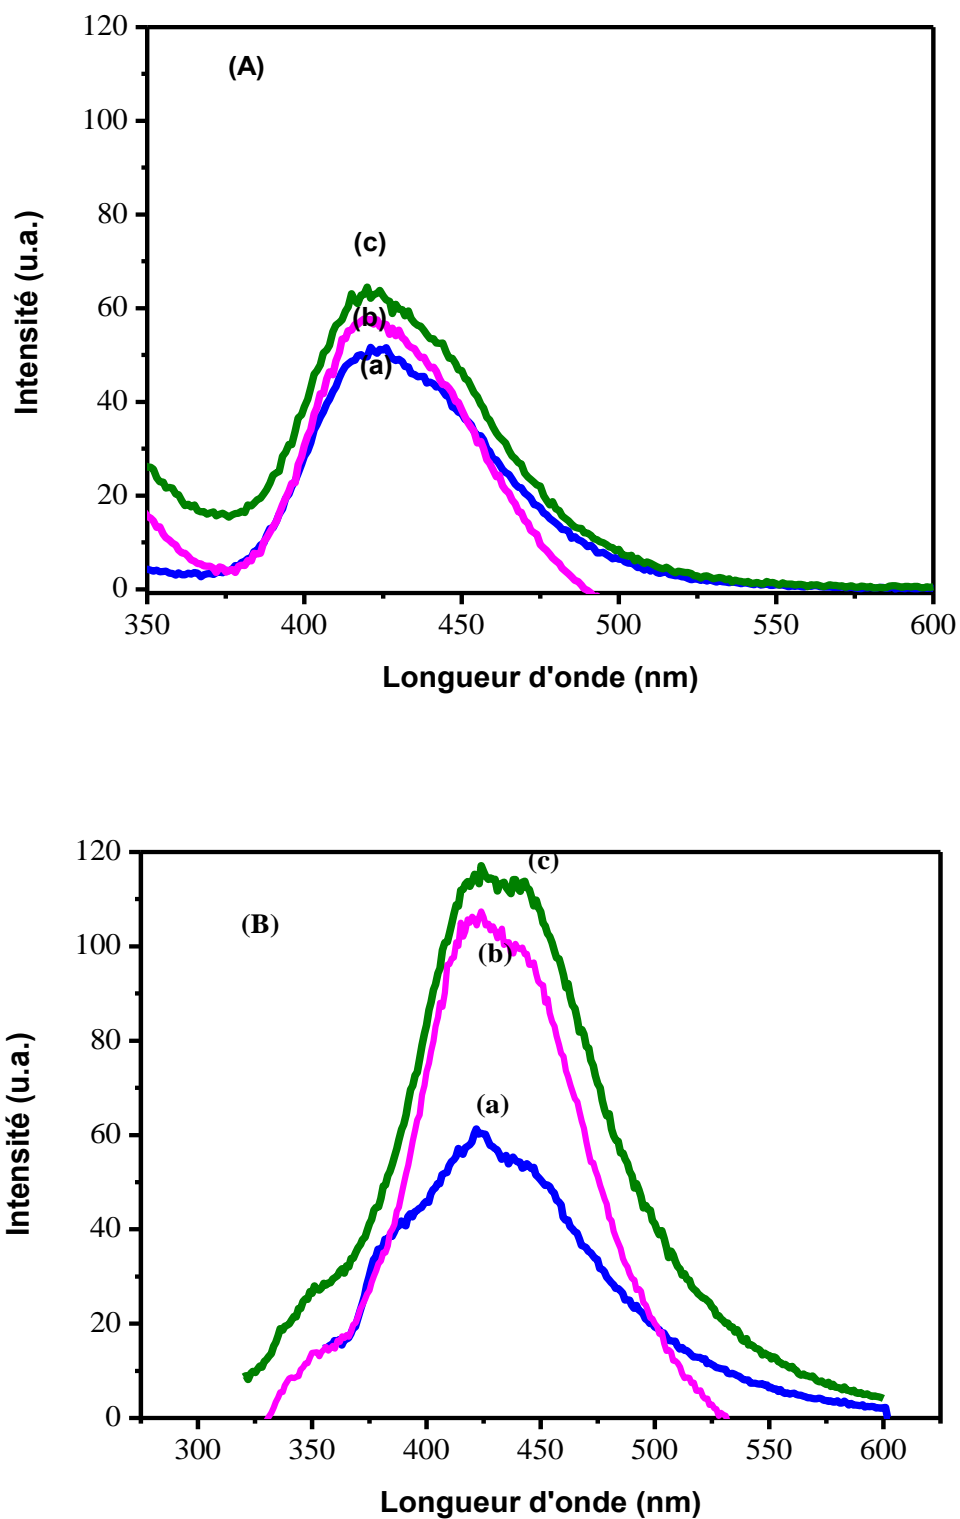 120
(A)
100
80
(c)
60
(b)
(a)
40
20
0
350 400 450 500 550 600
Intensité (u.a.)
Longueur d'onde (nm)
120
(c)
(B)
100
(b)
80
(a)
60
40
20
0
300 350 400 450 500 550 600
Intensité (u.a.)
Longueur d'onde (nm)